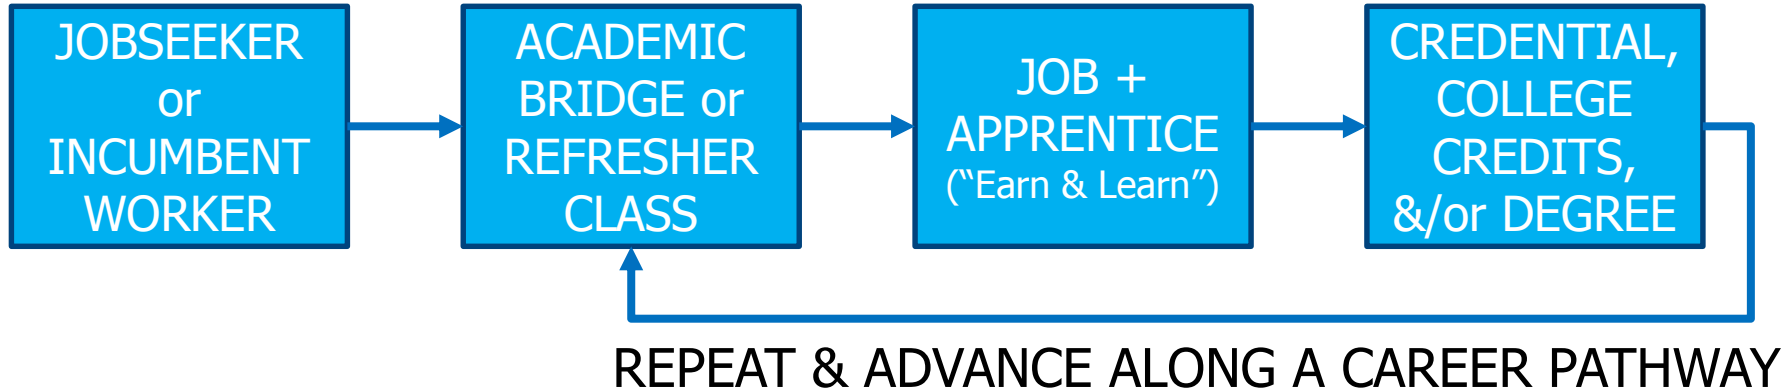 JOBSEEKER
or
INCUMBENT
WORKER
ACADEMIC
BRIDGE or
REFRESHER
CLASS
JOB +
APPRENTICE
(“Earn & Learn”)
CREDENTIAL,
COLLEGE
CREDITS,
&/or DEGREE
REPEAT & ADVANCE ALONG A CAREER PATHWAY